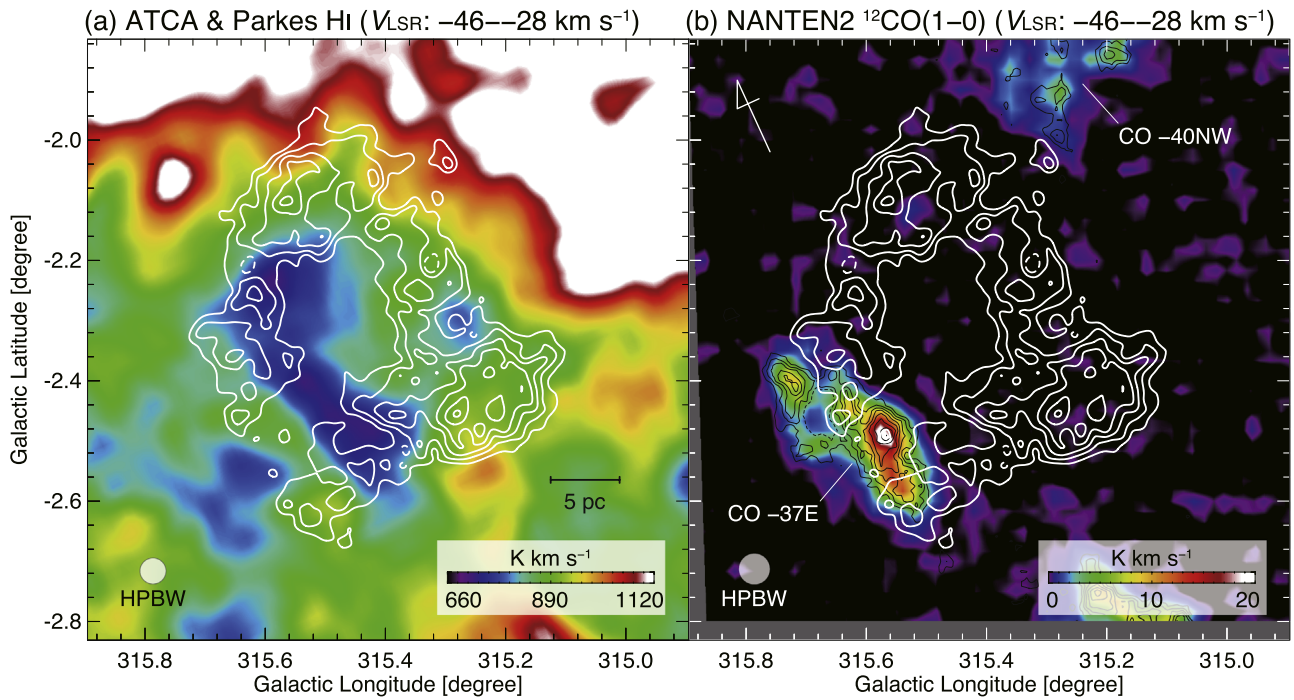 (a) ATCA & Parkes HI (VLSR: −46−−28 km s⁻¹)
(b) NANTEN2 ¹²CO(1−0) (VLSR: −46−−28 km s⁻¹)
Galactic Latitude [degree]
-2.0
-2.2
-2.4
-2.6
-2.8
5 pc
HPBW
K km s⁻¹
660 890 1120
315.8 315.6 315.4 315.2 315.0
Galactic Longitude [degree]
CO −40NW
CO −37E
HPBW
K km s⁻¹
0 10 20
315.8 315.6 315.4 315.2 315.0
Galactic Longitude [degree]